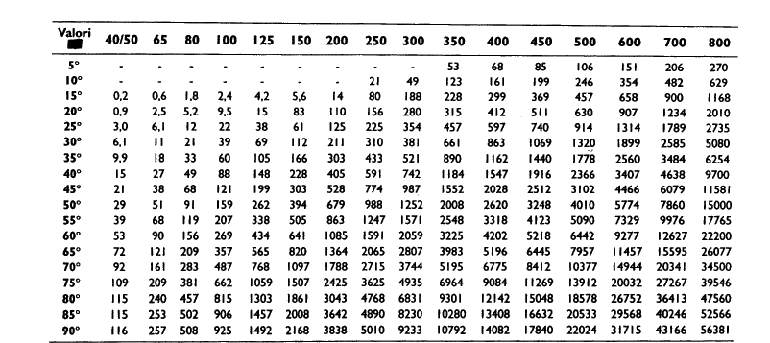 Valori 40/50 65 80 100 125 150 200 250 300 350 400 450 500 600 700 800
5° - - - - - - - - - 53 68 85 106 151 206 270
10° - - - - - - - 21 49 123 161 199 246 354 482 629
15° 0,2 0,6 1,8 2,4 4,2 5,6 14 80 188 228 299 369 457 658 900 1168
20° 0,9 2,5 5,2 9,5 15 83 110 156 280 315 412 511 630 907 1234 2010
25° 3,0 6,1 12 22 38 61 125 225 354 457 597 740 914 1314 1789 2735
30° 6,1 11 21 39 69 112 211 310 381 661 863 1069 1320 1899 2585 5080
35° 9,9 18 33 60 105 166 303 433 521 890 1162 1440 1778 2560 3484 6254
40° 15 27 49 88 148 228 405 591 742 1184 1547 1916 2366 3407 4638 9700
45° 21 38 68 121 199 303 528 774 987 1552 2028 2512 3102 4466 6079 11581
50° 29 51 91 159 262 394 679 988 1252 2008 2620 3248 4010 5774 7860 15000
55° 39 68 119 207 338 505 863 1247 1571 2548 3318 4123 5090 7329 9976 17765
60° 53 90 156 269 434 641 1085 1591 2059 3225 4202 5218 6442 9277 12627 22200
65° 72 121 209 357 565 820 1364 2065 2807 3983 5196 6445 7957 11457 15595 26077
70° 92 161 283 487 768 1097 1788 2715 3744 5195 6775 8412 10377 14944 20341 34500
75° 109 209 381 662 1059 1507 2425 3625 4935 6964 9084 11269 13912 20032 27267 39546
80° 115 240 457 815 1303 1861 3043 4768 6831 9301 12142 15048 18578 26752 36413 47560
85° 115 253 502 906 1457 2008 3642 4890 8230 10280 13408 16632 20533 29568 40246 52566
90° 116 257 508 925 1492 2168 3838 5010 9233 10792 14082 17840 22024 31715 43166 56381